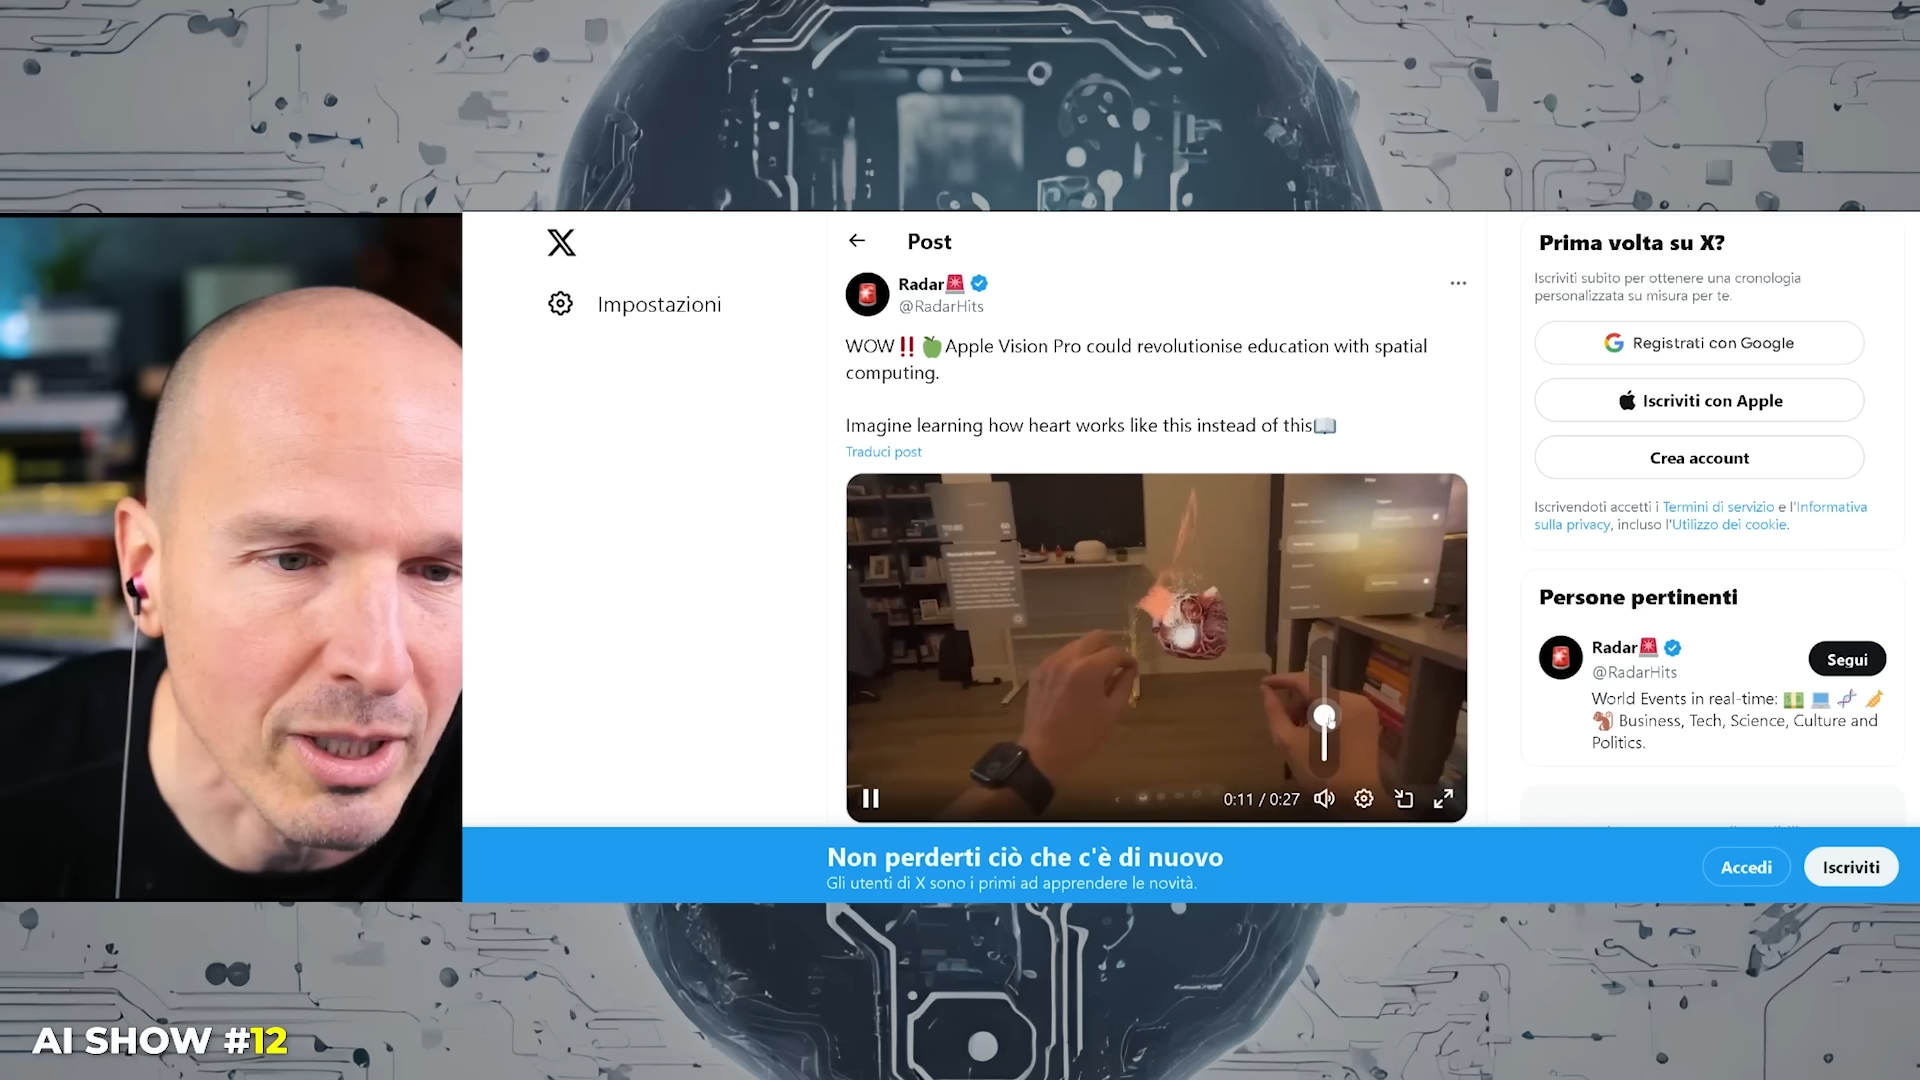 Impostazioni
Post
Radar
@RadarHits
WOW‼️🍏Apple Vision Pro could revolutionise education with spatial
computing.
Imagine learning how heart works like this instead of this📖
Traduci post
0:11 / 0:27
Prima volta su X?
Iscriviti subito per ottenere una cronologia
personalizzata su misura per te.
Registrati con Google
Iscriviti con Apple
Crea account
Iscrivendoti accetti i Termini di servizio e l'Informativa
sulla privacy, incluso l'Utilizzo dei cookie.
Persone pertinenti
Radar
@RadarHits
Segui
World Events in real-time:
Business, Tech, Science, Culture and
Politics.
Non perderti ciò che c'è di nuovo
Gli utenti di X sono i primi ad apprendere le novità.
Accedi
Iscriviti
AI SHOW #12